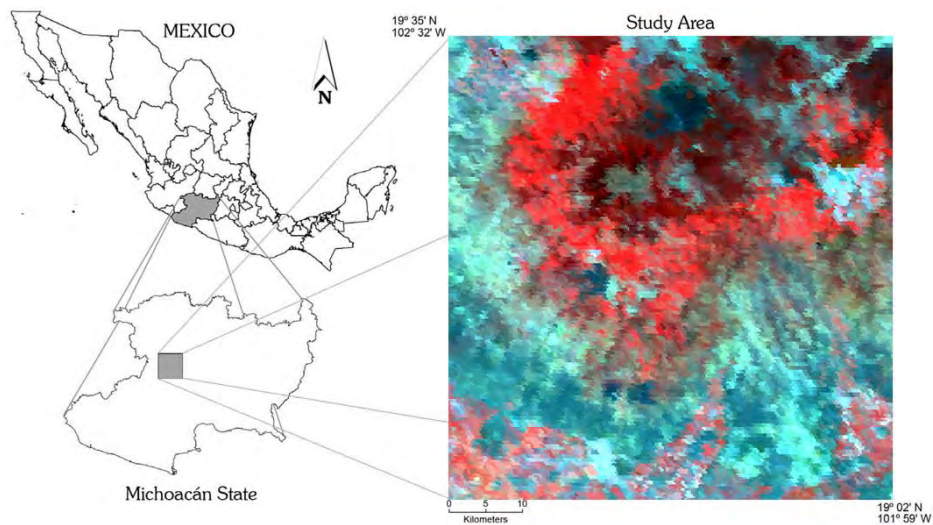 MEXICO
N
19° 35' N
102° 32' W
Study Area
Michoacán State
0 5 10
Kilometers
19° 02' N
101° 59' W